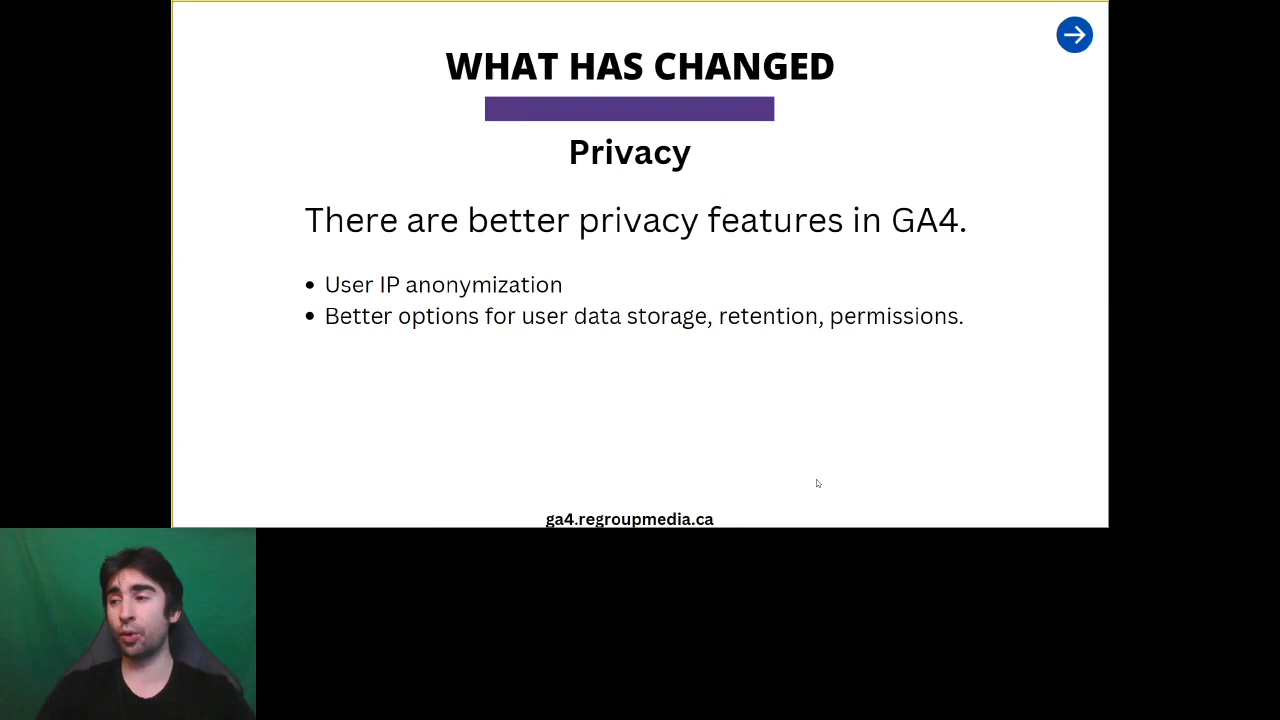 WHAT HAS CHANGED
Privacy
There are better privacy features in GA4.
• User IP anonymization
• Better options for user data storage, retention, permissions.
ga4.regroupmedia.ca